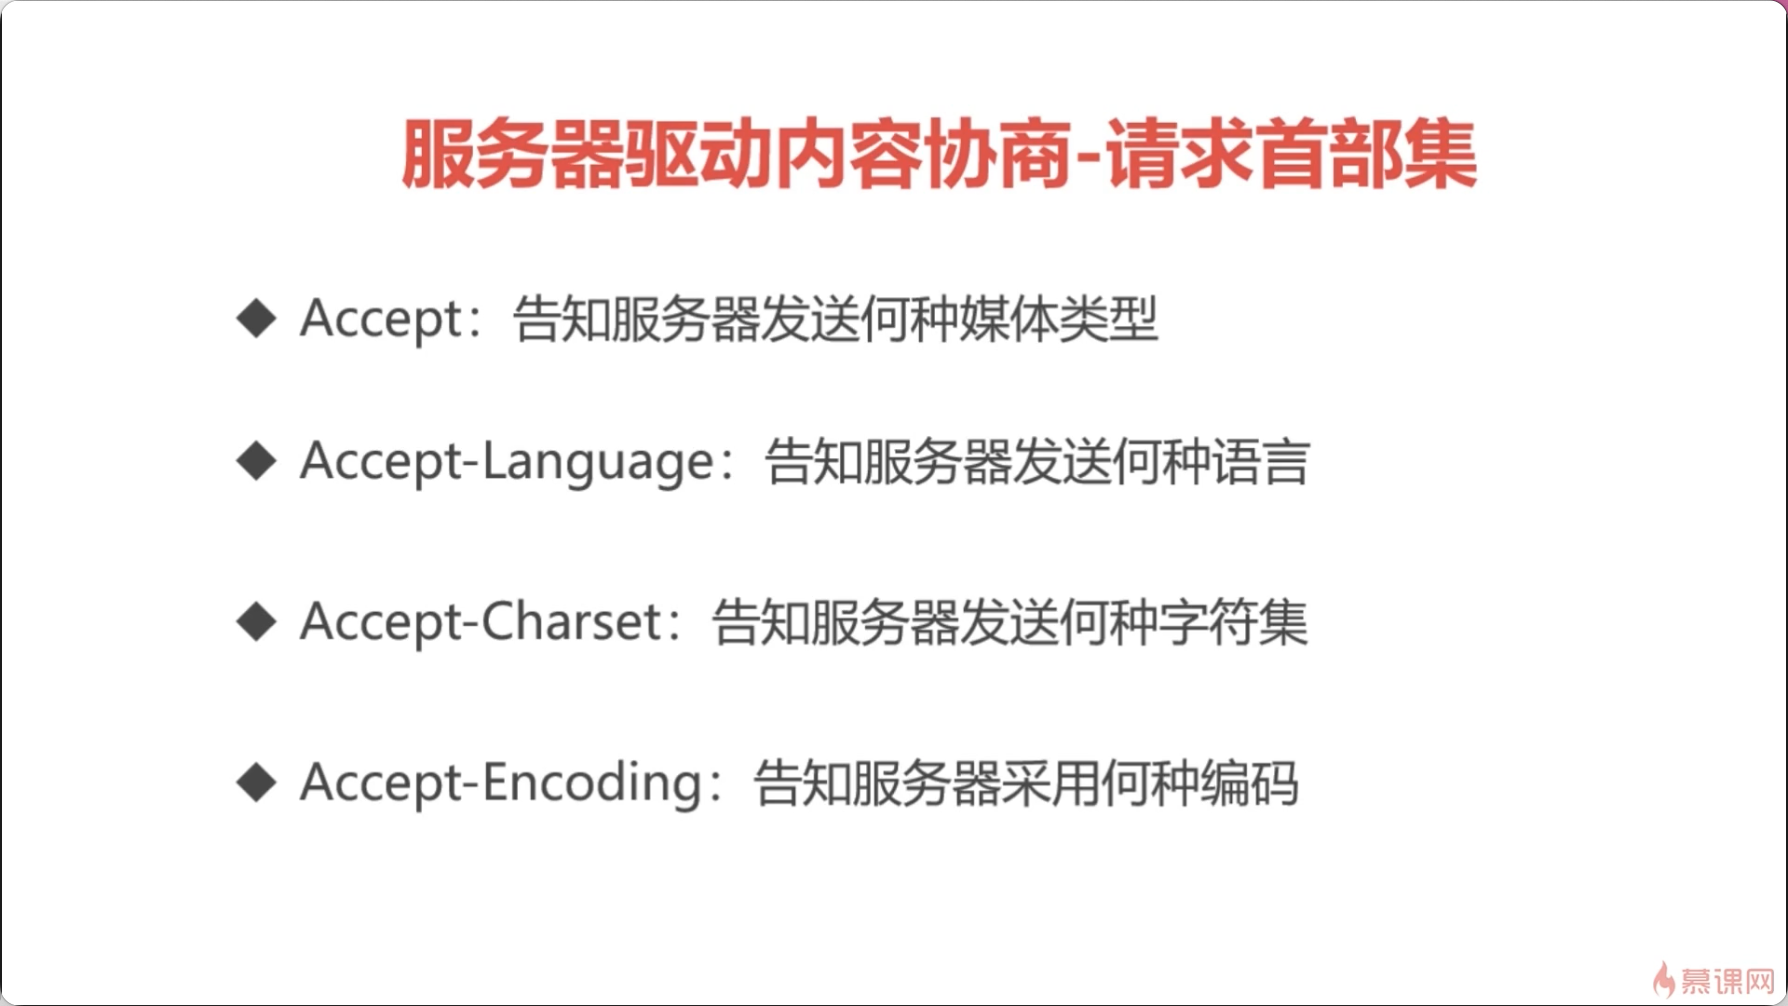 服务器驱动内容协商-请求首部集
◆ Accept：告知服务器发送何种媒体类型
◆ Accept-Language：告知服务器发送何种语言
◆ Accept-Charset：告知服务器发送何种字符集
◆ Accept-Encoding：告知服务器采用何种编码
慕课网